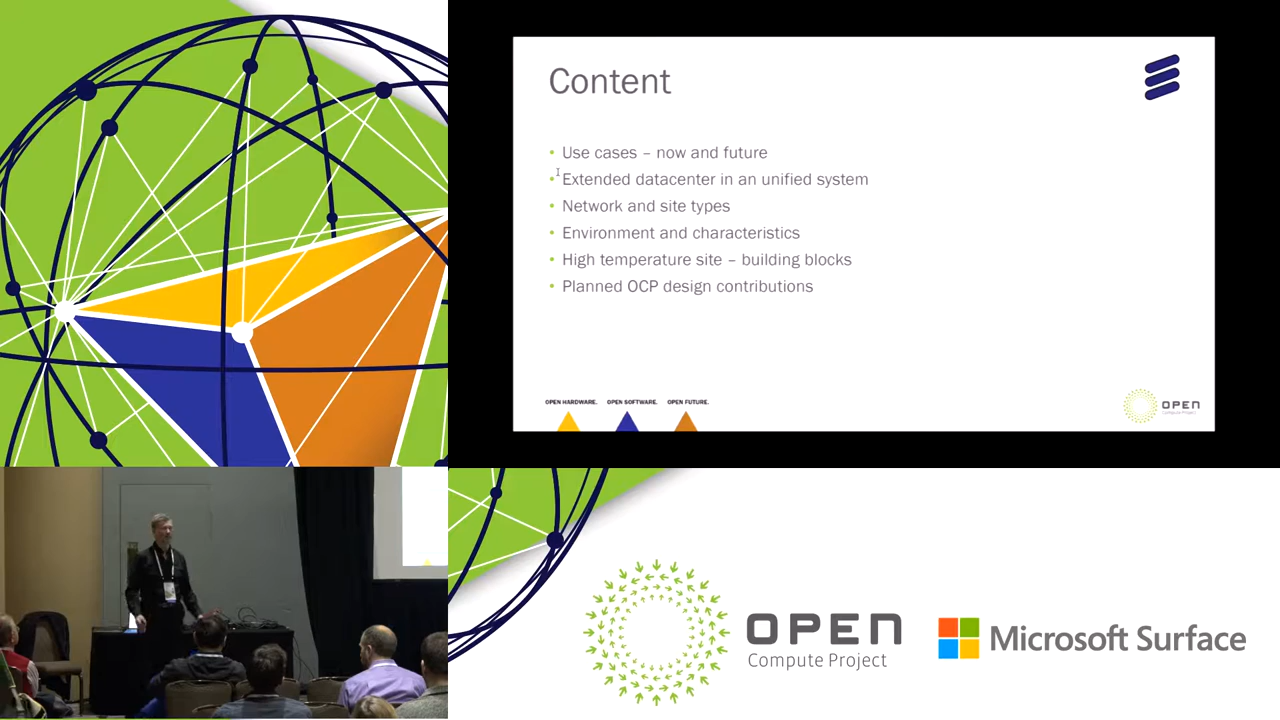 Content
• Use cases – now and future
• Extended datacenter in an unified system
• Network and site types
• Environment and characteristics
• High temperature site – building blocks
• Planned OCP design contributions
OPEN HARDWARE. OPEN SOFTWARE. OPEN FUTURE.
OPEN
Compute Project
OPEN
Compute Project
Microsoft Surface